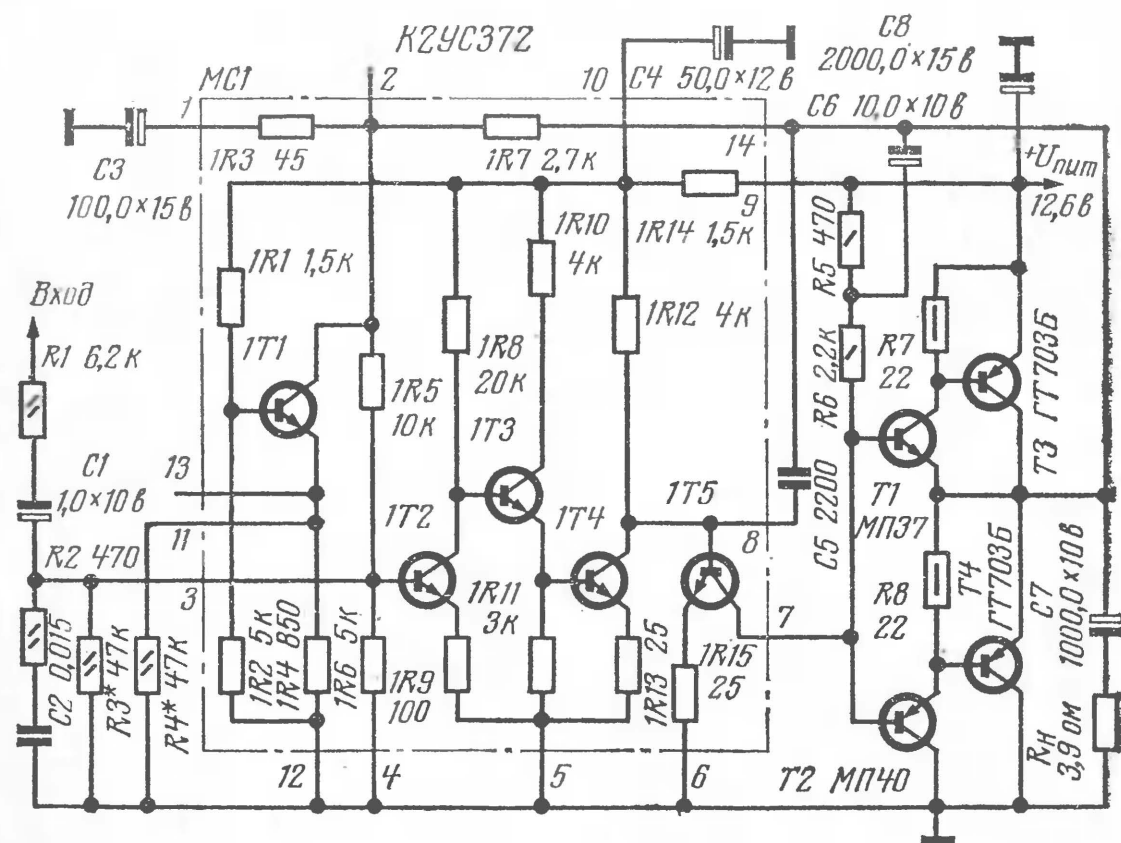 К2УС372
МС1
2
10
С4 50,0×12 в
С8
2000,0×15 в
С6 10,0×10 в
1
1R3 45
1R7 2,7к
14
+Uпит
12,6 в
С3
100,0×15 в
9
1R14 1,5к
1R1 1,5к
1R10
4к
R5 470
Вход
R1 6,2 к
1Т1
1R5
10к
1R8
20к
1R12 4к
R6 2,2к
R7
22
Т3 ГТ703Б
1Т3
С1
1,0×10 в
13
11
1Т2
1Т4
1Т5
8
С5 2200
Т1
МП37
R2 470
3
1R11
3к
7
R8
22
Т4
ГТ703Б
С7
1000,0×10 в
С2 0,015
R3* 47к
R4* 47к
1R2 5к
1R4 850
1R6 5к
1R9
100
1R13 25
1R15
25
Rн
3,9 ом
12
4
5
6
Т2 МП40